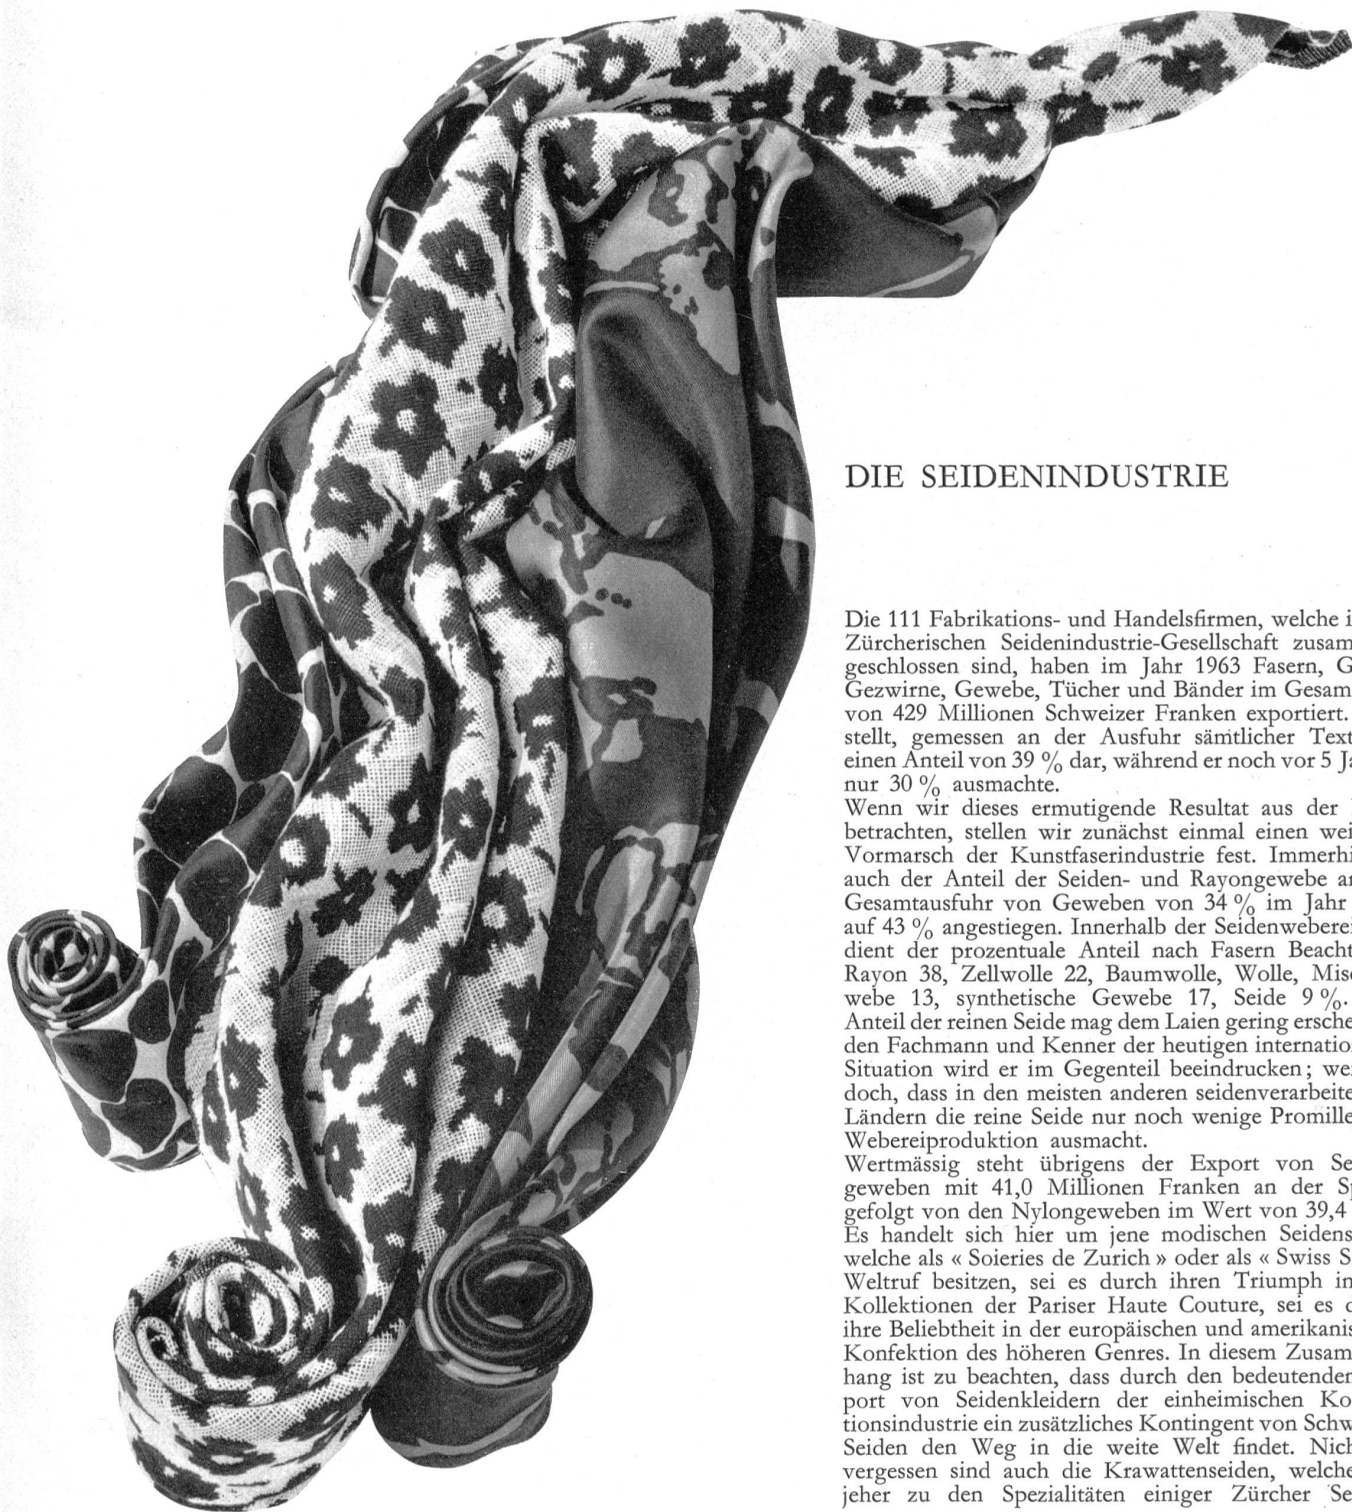 DIE SEIDENINDUSTRIE
Die 111 Fabrikations- und Handelsfirmen, welche i
Zürcherischen Seidenindustrie-Gesellschaft zusam
geschlossen sind, haben im Jahr 1963 Fasern, G
Gezwirne, Gewebe, Tücher und Bänder im Gesam
von 429 Millionen Schweizer Franken exportiert.
stellt, gemessen an der Ausfuhr sämtlicher Text
einen Anteil von 39 % dar, während er noch vor 5 Ja
nur 30 % ausmachte.
Wenn wir dieses ermutigende Resultat aus der
betrachten, stellen wir zunächst einmal einen wei
Vormarsch der Kunstfaserindustrie fest. Immerhi
auch der Anteil der Seiden- und Rayongewebe a
Gesamtausfuhr von Geweben von 34 % im Jahr
auf 43 % angestiegen. Innerhalb der Seidenweberei
dient der prozentuale Anteil nach Fasern Beacht
Rayon 38, Zellwolle 22, Baumwolle, Wolle, Misc
webe 13, synthetische Gewebe 17, Seide 9 %.
Anteil der reinen Seide mag dem Laien gering ersche
den Fachmann und Kenner der heutigen internatio
Situation wird er im Gegenteil beeindrucken; we
doch, dass in den meisten anderen seidenverarbeite
Ländern die reine Seide nur noch wenige Promille
Webereiproduktion ausmacht.
Wertmässig steht übrigens der Export von Se
geweben mit 41,0 Millionen Franken an der Sp
gefolgt von den Nylongeweben im Wert von 39,4
Es handelt sich hier um jene modischen Seidens
welche als « Soieries de Zurich » oder als « Swiss S
Weltruf besitzen, sei es durch ihren Triumph in
Kollektionen der Pariser Haute Couture, sei es d
ihre Beliebtheit in der europäischen und amerikanis
Konfektion des höheren Genres. In diesem Zusam
hang ist zu beachten, dass durch den bedeutenden
port von Seidenkleidern der einheimischen Ko
tionsindustrie ein zusätzliches Kontingent von Schw
Seiden den Weg in die weite Welt findet. Nich
vergessen sind auch die Krawattenseiden, welche
jeher zu den Spezialitäten einiger Zürcher Se